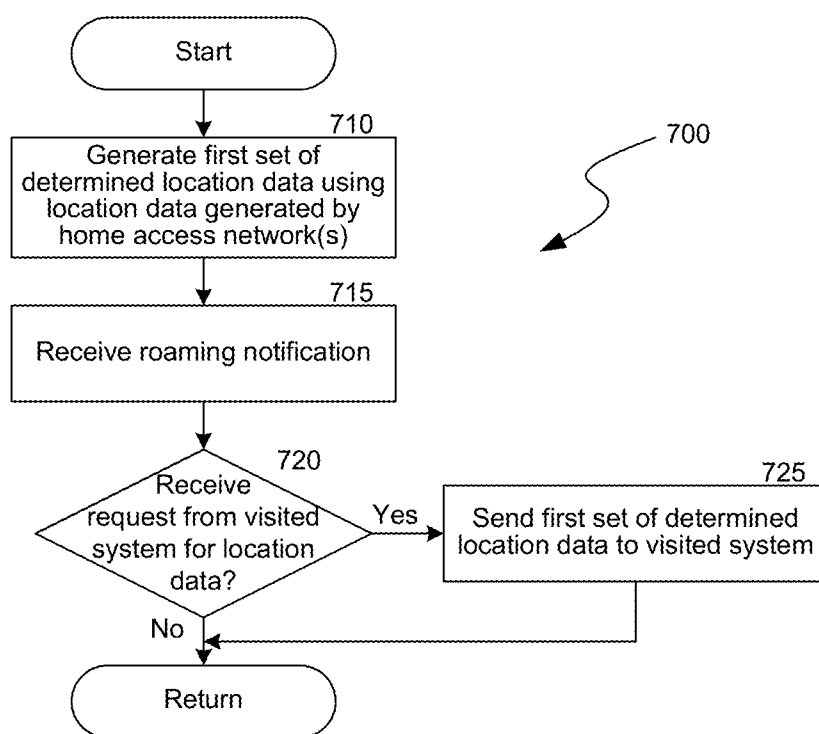 Start
710
Generate first set of
determined location data using
location data generated by
home access network(s)
700
715
Receive roaming notification
720
Receive
request from visited
system for location
data?
Yes
725
Send first set of determined
location data to visited system
No
Return